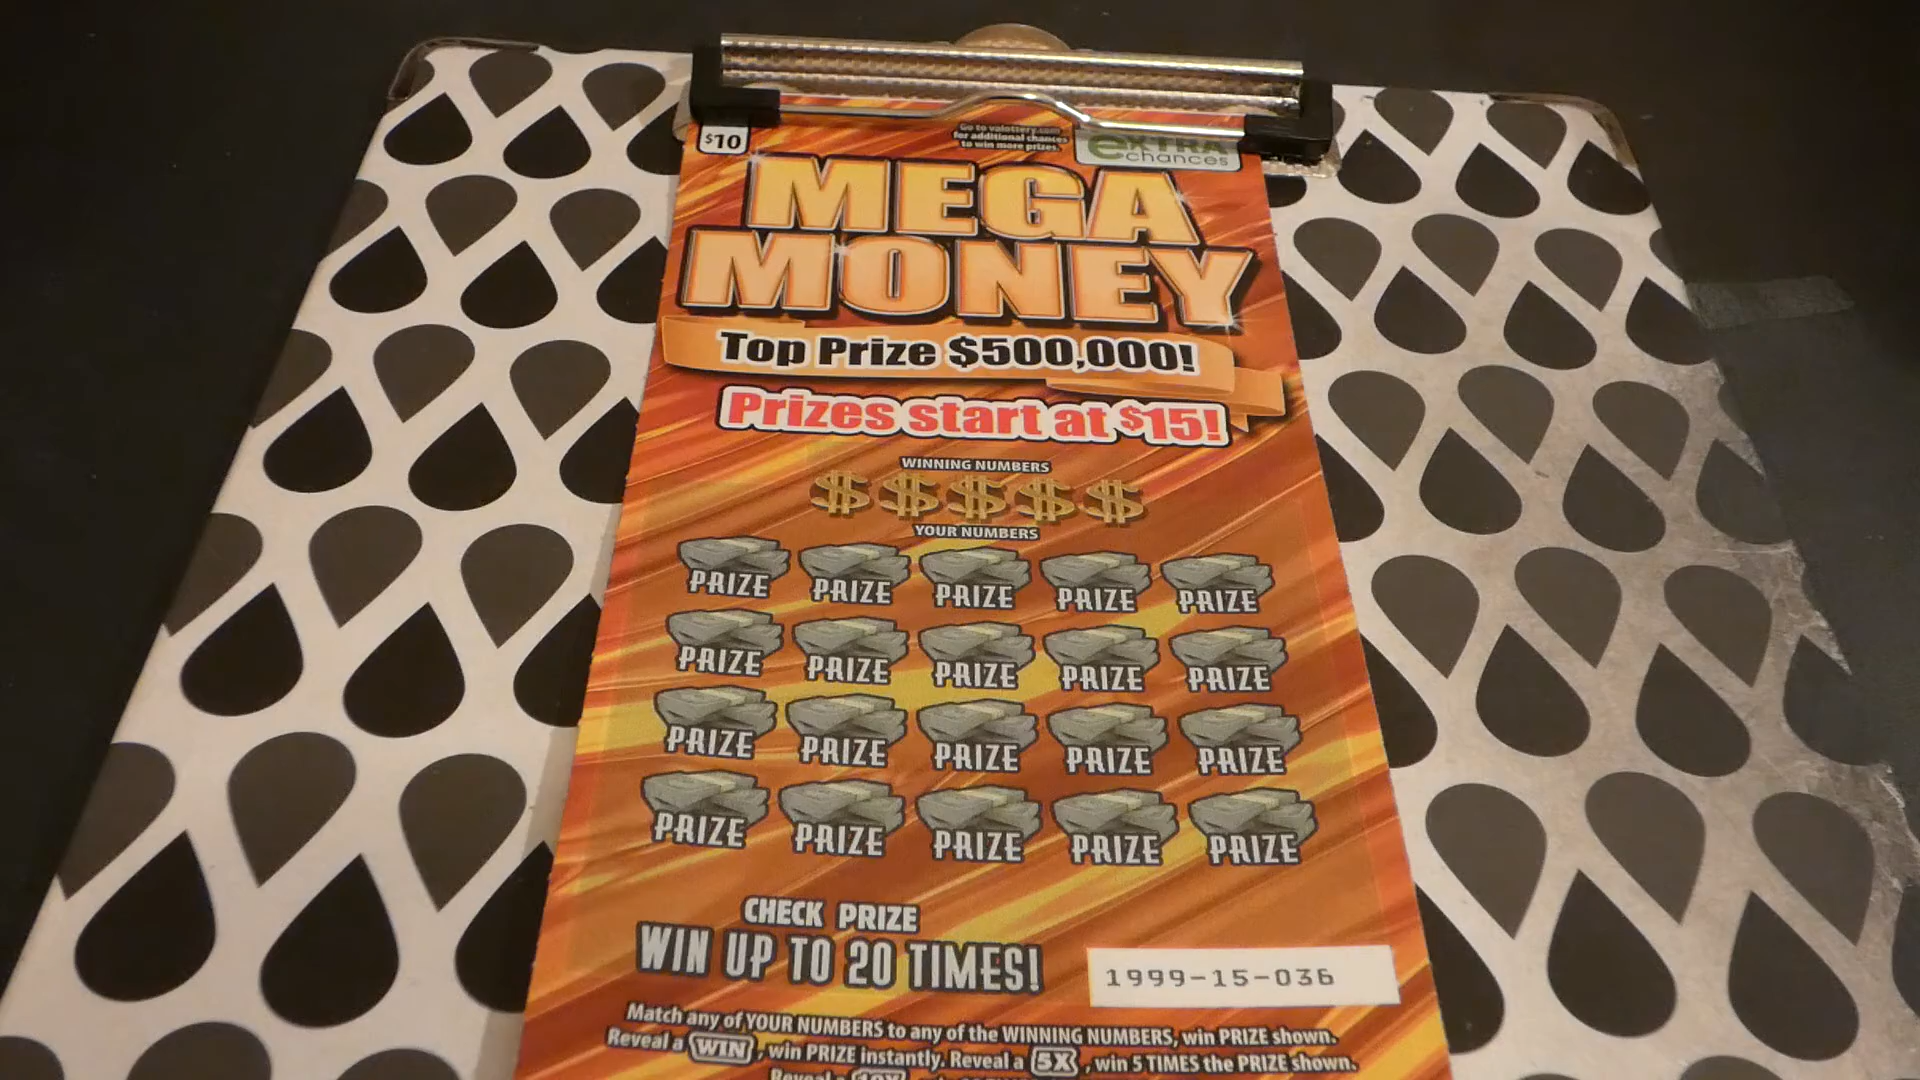 $10
Go to valottery.com
for additional chances
to win more prizes.
eXTRA
chances
MEGA
MONEY
Top Prize $500,000!
Prizes start at $15!
WINNING NUMBERS
$ $ $ $ $
YOUR NUMBERS
PRIZE PRIZE PRIZE PRIZE PRIZE
PRIZE PRIZE PRIZE PRIZE PRIZE
PRIZE PRIZE PRIZE PRIZE PRIZE
PRIZE PRIZE PRIZE PRIZE PRIZE
CHECK PRIZE
WIN UP TO 20 TIMES!
1999-15-036
Match any of YOUR NUMBERS to any of the WINNING NUMBERS, win PRIZE shown.
Reveal a WIN, win PRIZE instantly. Reveal a 5X, win 5 TIMES the PRIZE shown.
Reveal a 10X